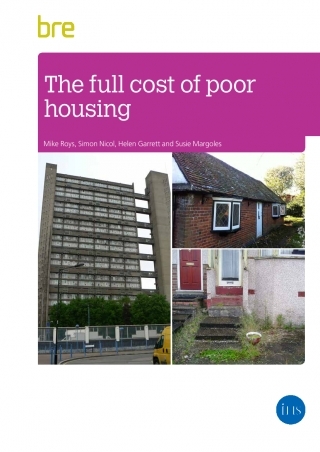 bre
The full cost of poor
housing
Mike Roys, Simon Nicol, Helen Garrett and Susie Margoles
ihs